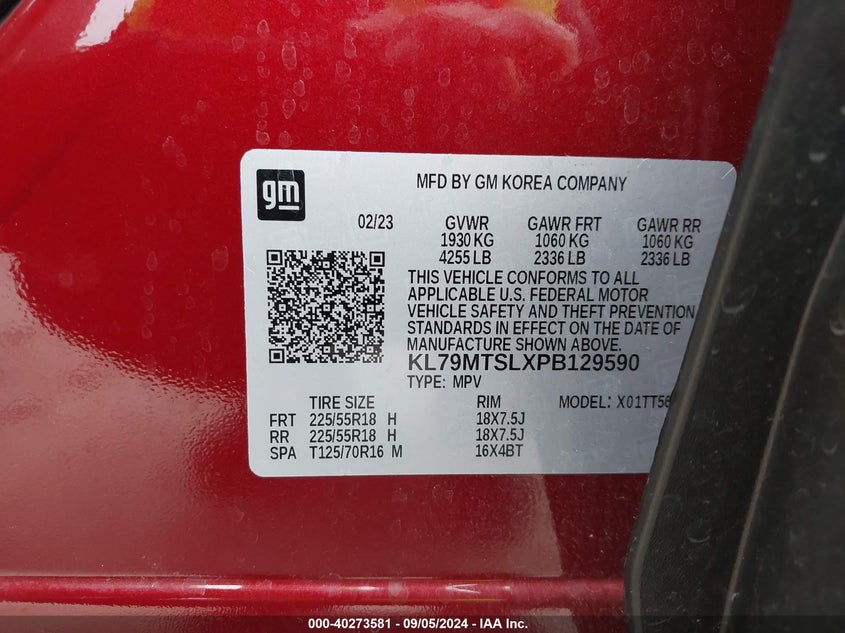 gm
MFD BY GM KOREA COMPANY
02/23 GVWR GAWR FRT GAWR RR
1930 KG 1060 KG 1060 KG
4255 LB 2336 LB 2336 LB
THIS VEHICLE CONFORMS TO ALL
APPLICABLE U.S. FEDERAL MOTOR
VEHICLE SAFETY AND THEFT PREVENTION
STANDARDS IN EFFECT ON THE DATE OF
MANUFACTURE SHOWN ABOVE.
KL79MTSLXPB129590
TYPE: MPV
TIRE SIZE RIM MODEL:
FRT 225/55R18 H 18X7.5J
RR 225/55R18 H 18X7.5J
SPA T125/70R16 M 16X4BT
000-40273581 - 09/05/2024 - IAA Inc.